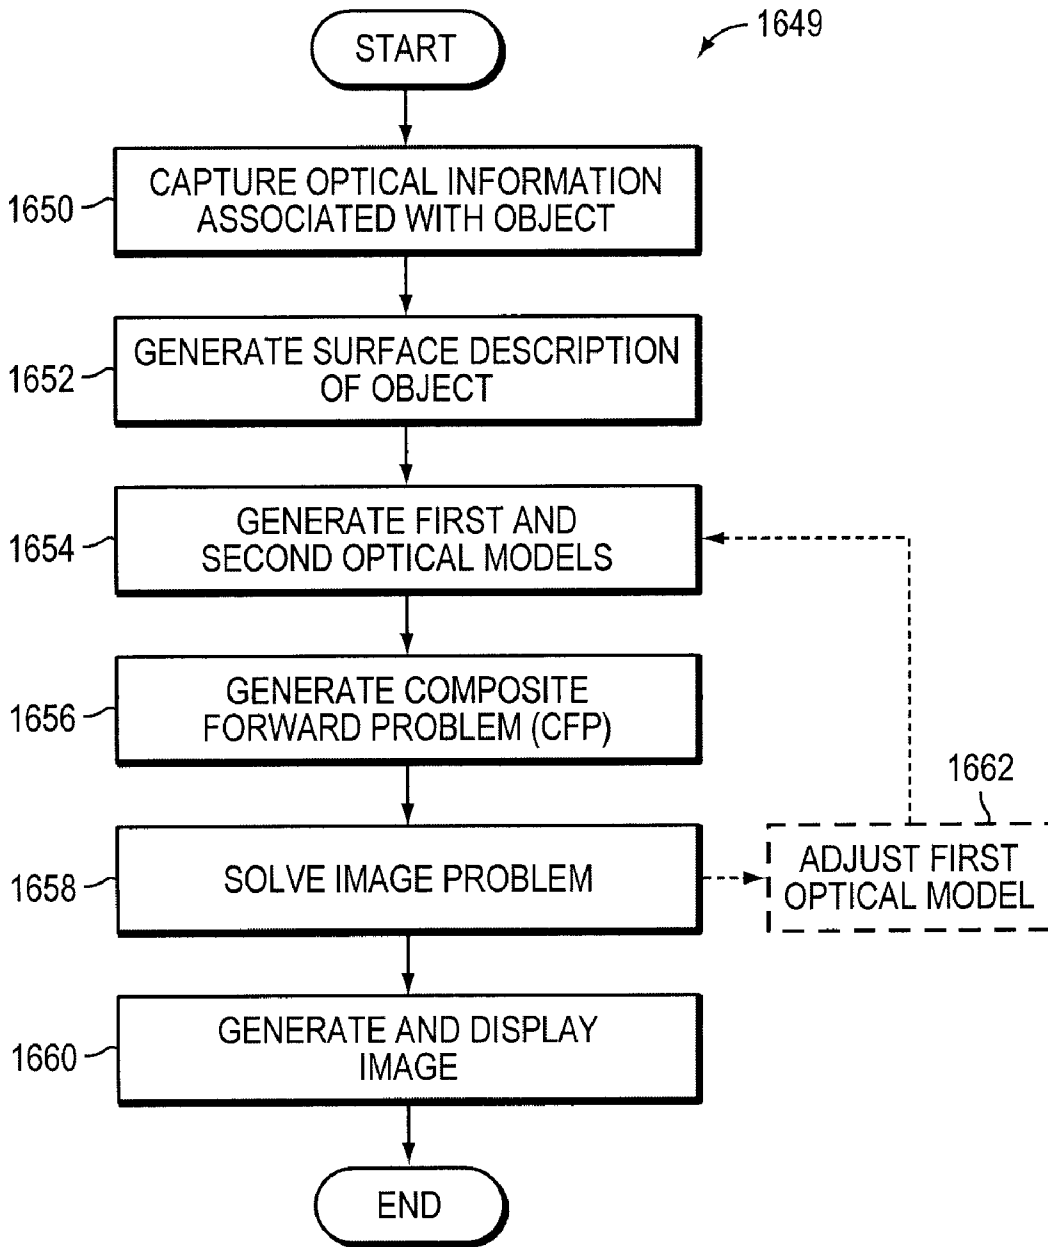 START
1649
CAPTURE OPTICAL INFORMATION
ASSOCIATED WITH OBJECT
1650
GENERATE SURFACE DESCRIPTION
OF OBJECT
1652
GENERATE FIRST AND
SECOND OPTICAL MODELS
1654
GENERATE COMPOSITE
FORWARD PROBLEM (CFP)
1656
SOLVE IMAGE PROBLEM
1658
1662
ADJUST FIRST
OPTICAL MODEL
GENERATE AND DISPLAY
IMAGE
1660
END